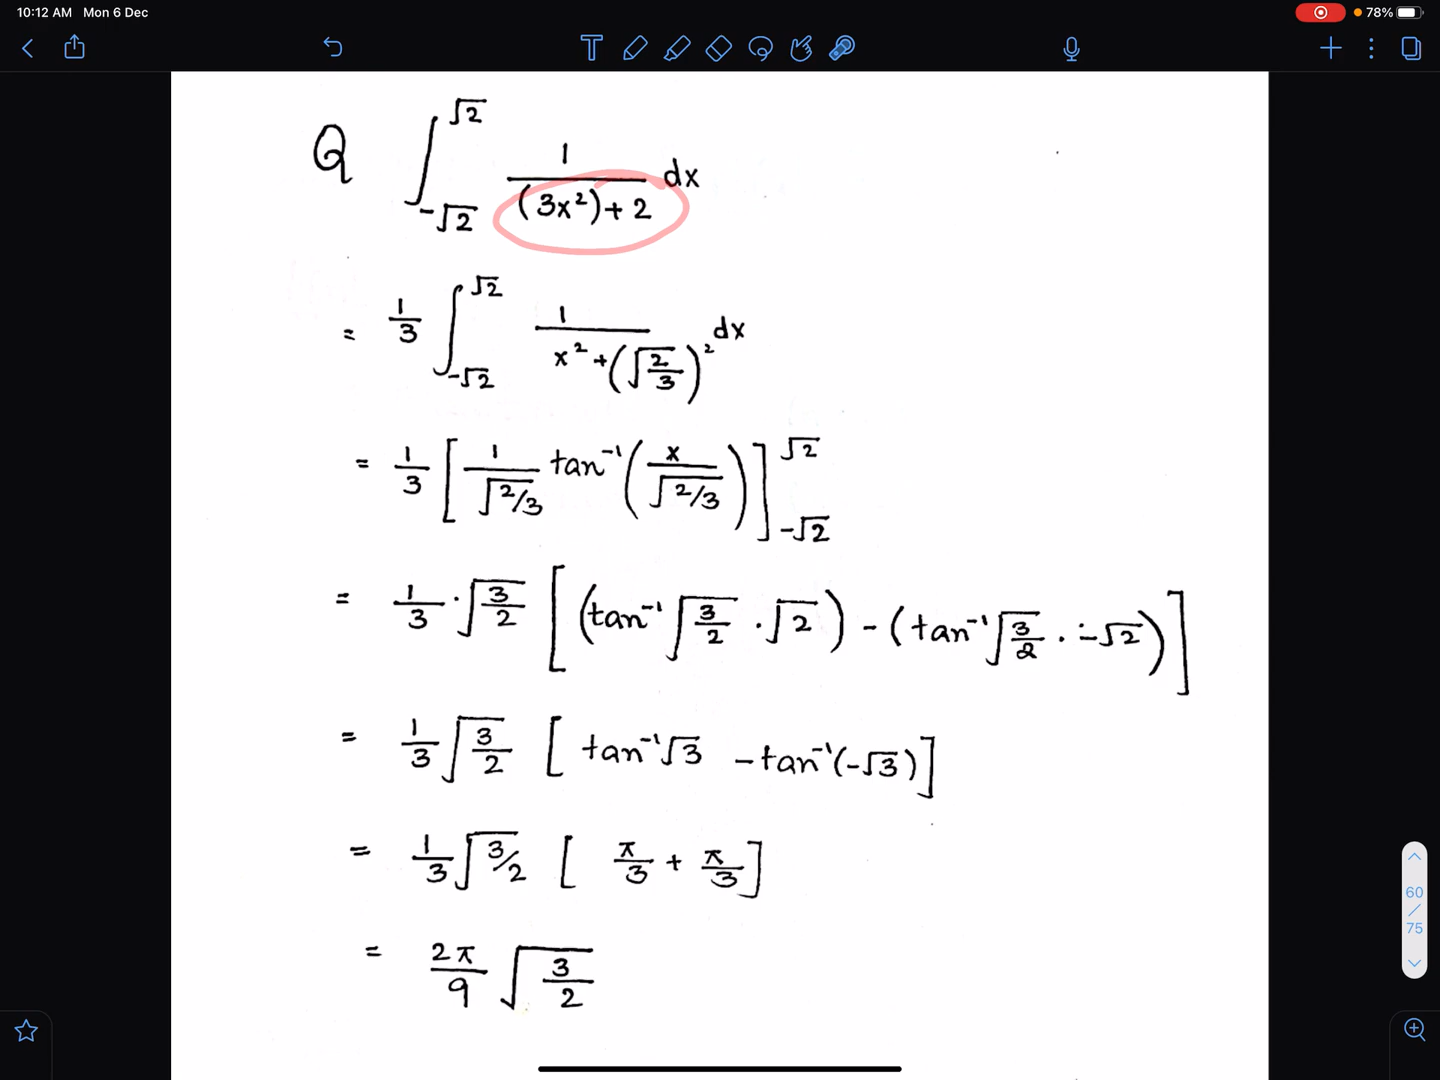 10:12 AM Mon 6 Dec 78%
T
Q ∫_{-√2}^{√2} 1/((3x²)+2) dx
= 1/3 ∫_{-√2}^{√2} 1/(x²+(√(2/3))²) dx
= 1/3 [1/√(2/3) tan⁻¹(x/√(2/3))]_{-√2}^{√2}
= 1/3 · √(3/2) [(tan⁻¹ √(3/2) · √2) - (tan⁻¹ √(3/2) · -√2)]
= 1/3 √(3/2) [tan⁻¹√3 - tan⁻¹(-√3)]
= 1/3 √(3/2) [π/3 + π/3]
= 2π/9 √(3/2)
60
/
75